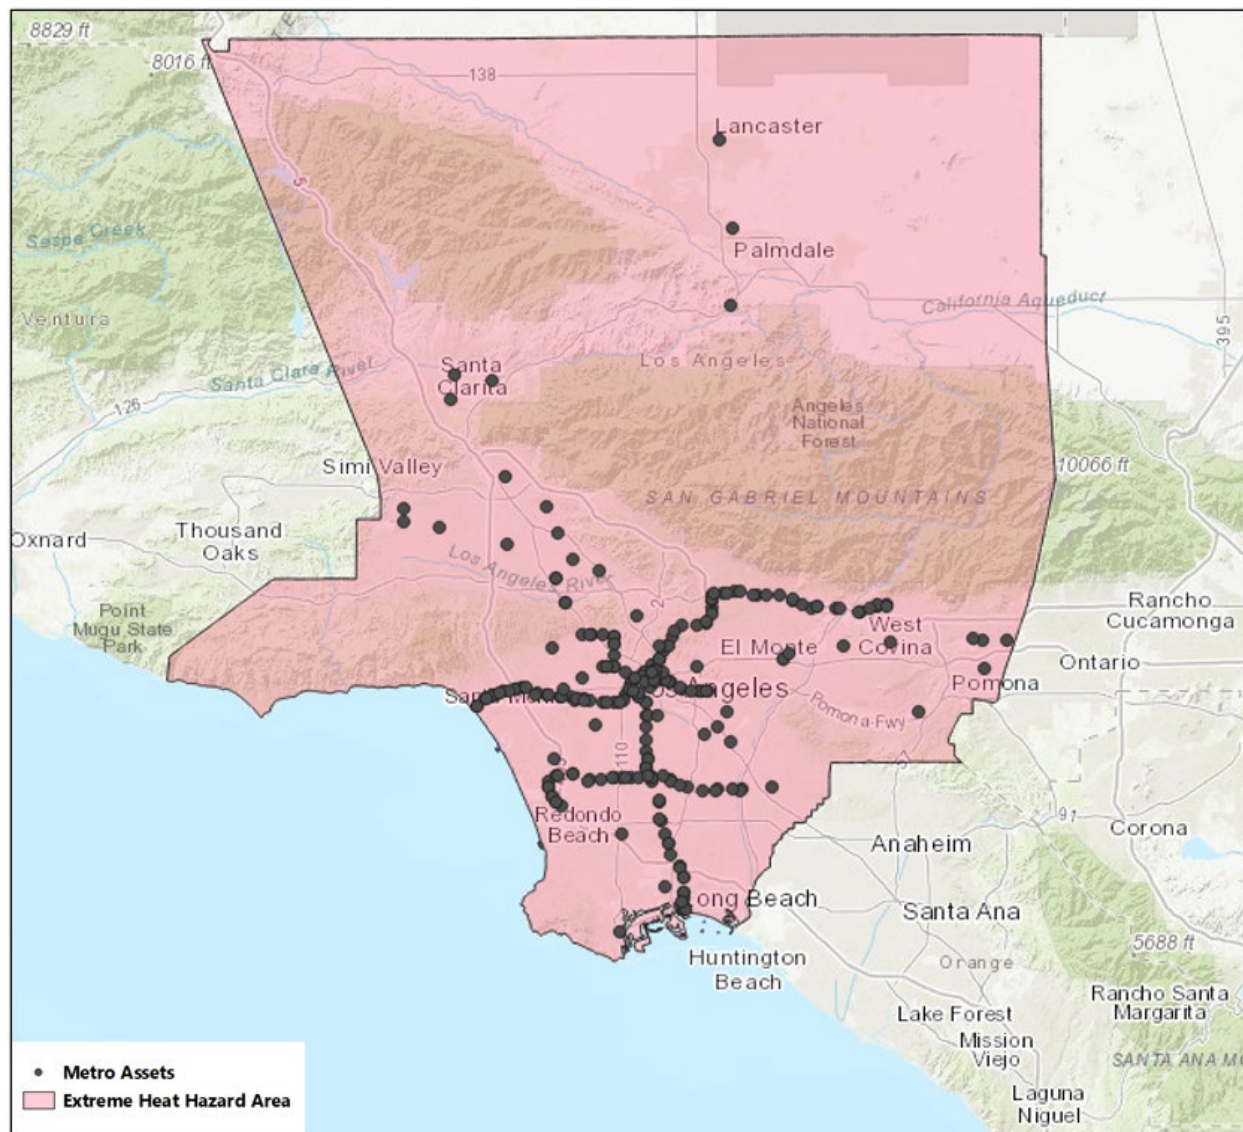 8829 ft
8016 ft
138
Lancaster
5
Sespe Creek
Palmdale
California Aqueduct
395
Ventura
Los Angeles
Santa
Clarita
Santa Clara River
126
Angeles
National
Forest
Simi Valley
10066 ft
SAN GABRIEL MOUNTAINS
Oxnard
Thousand
Oaks
Los Angeles River
2
Point
Mugu State
Park
Rancho
Cucamonga
West
Covina
El Monte
Ontario
Pomona
Pomona Fwy
110
57
Redondo
Beach
91
Corona
Anaheim
Long Beach
Santa Ana
5688 ft
Huntington
Beach
Orange
Rancho Santa
Margarita
Lake Forest
Mission
Viejo
SANTA ANA MO
Laguna
Niguel
Metro Assets
Extreme Heat Hazard Area